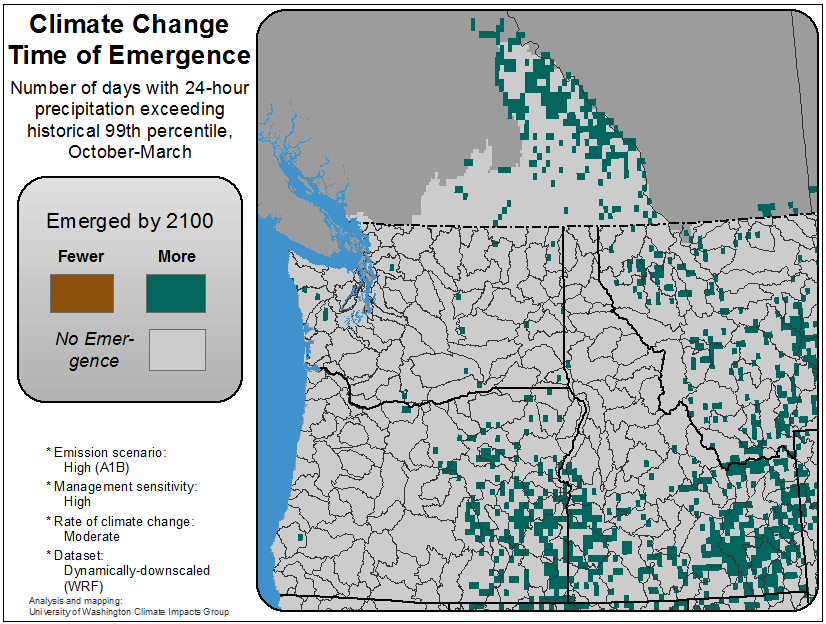 Climate Change
Time of Emergence
Number of days with 24-hour
precipitation exceeding
historical 99th percentile,
October-March
Emerged by 2100
Fewer More
No Emer-
gence
* Emission scenario:
High (A1B)
* Management sensitivity:
High
* Rate of climate change:
Moderate
* Dataset:
Dynamically-downscaled
(WRF)
Analysis and mapping:
University of Washington Climate Impacts Group